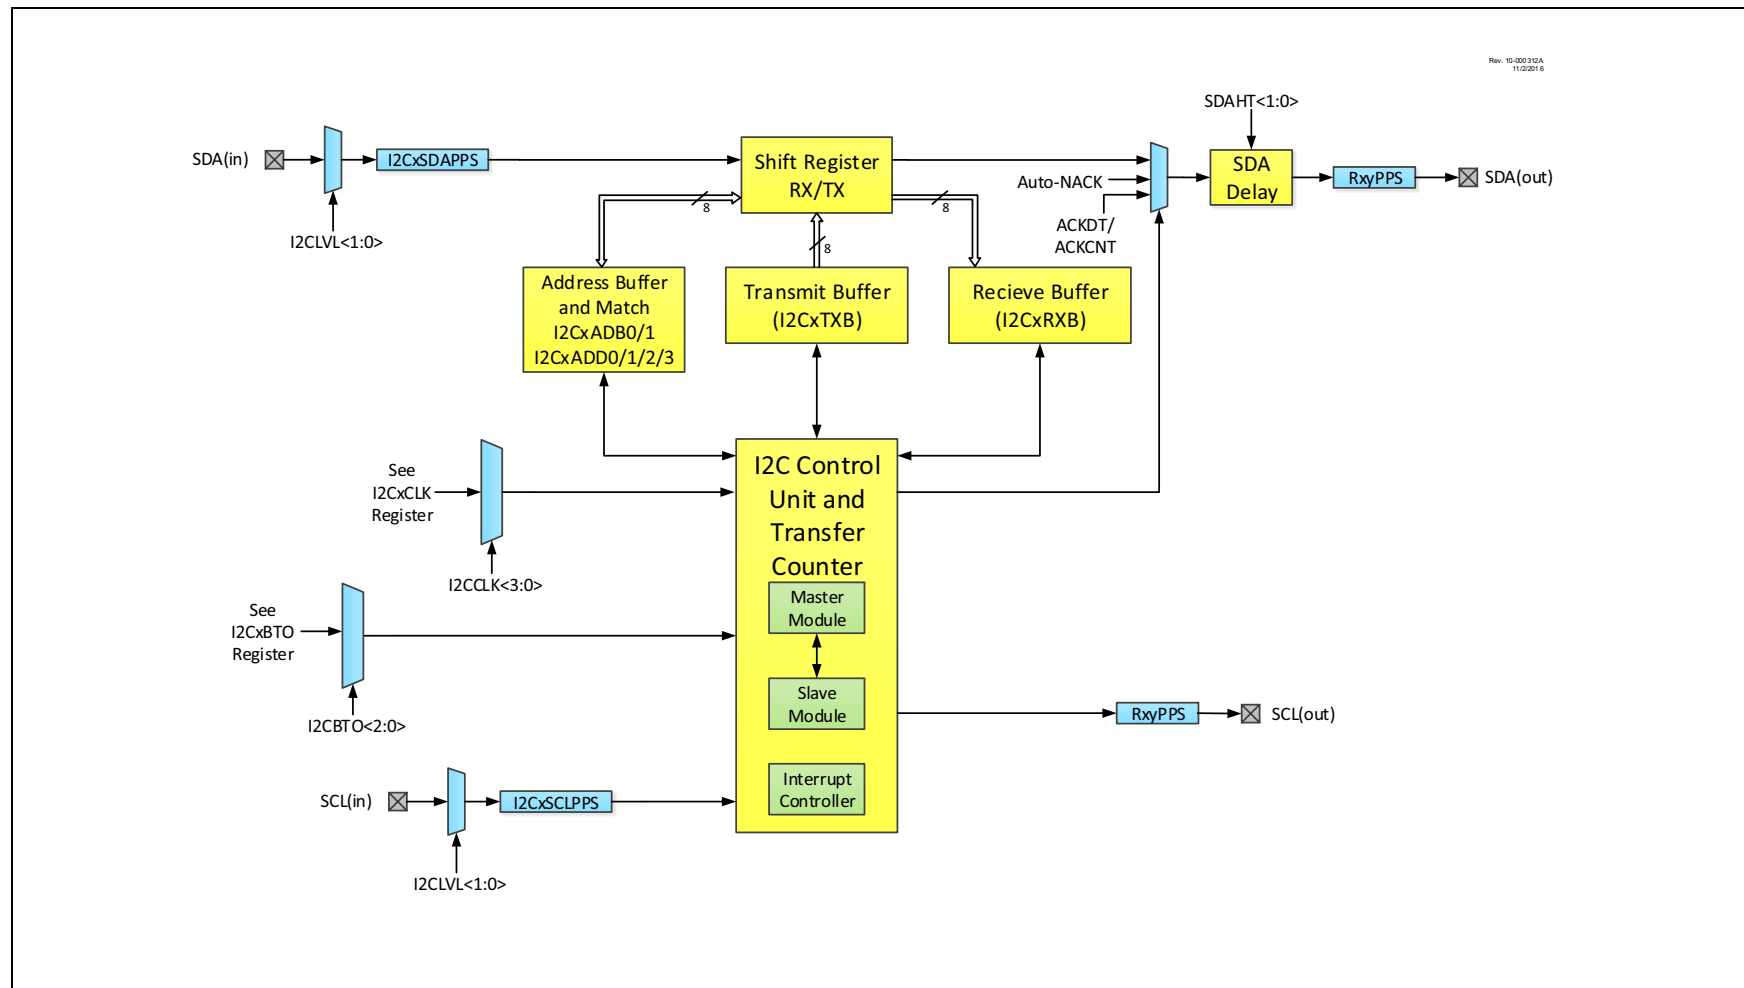 Rev. 10-000312A
11/2/2016
SDAHT<1:0>
SDA(in)
I2CxSDAPPS
Shift Register
RX/TX
Auto-NACK
SDA
Delay
RxyPPS
SDA(out)
8
8
I2CLVL<1:0>
ACKDT/
ACKCNT
8
Address Buffer
and Match
I2CxADB0/1
I2CxADD0/1/2/3
Transmit Buffer
(I2CxTXB)
Recieve Buffer
(I2CxRXB)
See
I2CxCLK
Register
I2CCLK<3:0>
I2C Control
Unit and
Transfer
Counter
Master
Module
See
I2CxBTO
Register
I2CBTO<2:0>
Slave
Module
RxyPPS
SCL(out)
SCL(in)
I2CxSCLPPS
Interrupt
Controller
I2CLVL<1:0>